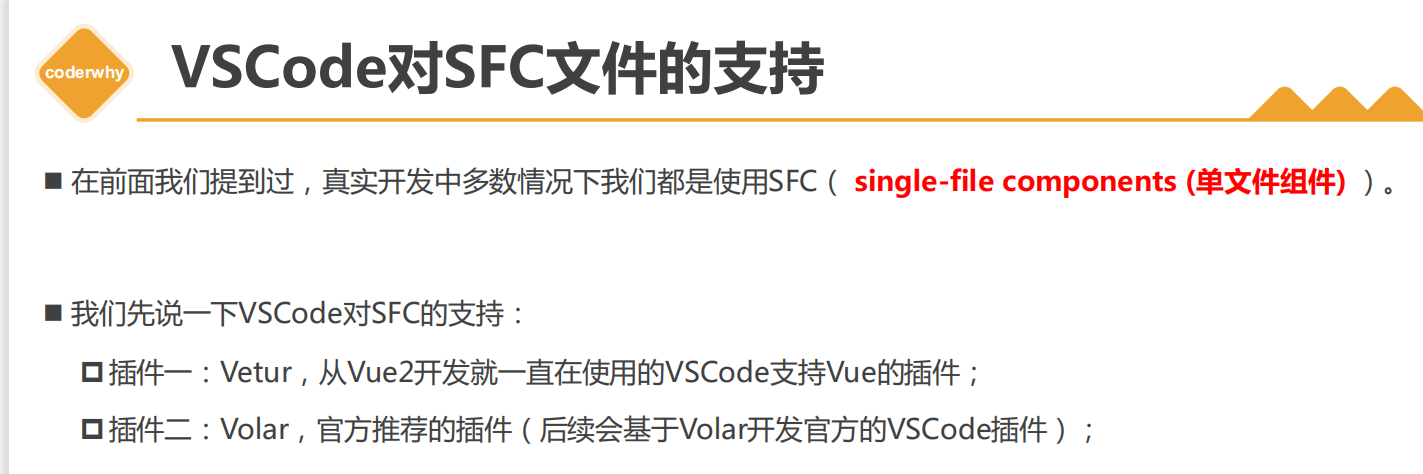 coderwhy
VSCode对SFC文件的支持
在前面我们提到过，真实开发中多数情况下我们都是使用SFC（ single-file components (单文件组件) ）。
我们先说一下VSCode对SFC的支持：
插件一：Vetur，从Vue2开发就一直在使用的VSCode支持Vue的插件；
插件二：Volar，官方推荐的插件（后续会基于Volar开发官方的VSCode插件）；